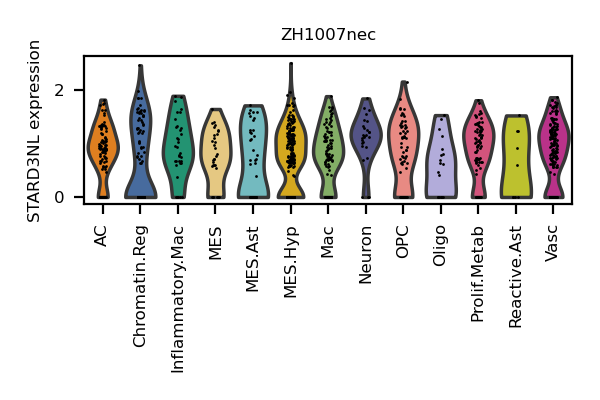 ZH1007nec
STARD3NL expression
2
0
AC
Chromatin.Reg
Inflammatory.Mac
MES
MES.Ast
MES.Hyp
Mac
Neuron
OPC
Oligo
Prolif.Metab
Reactive.Ast
Vasc